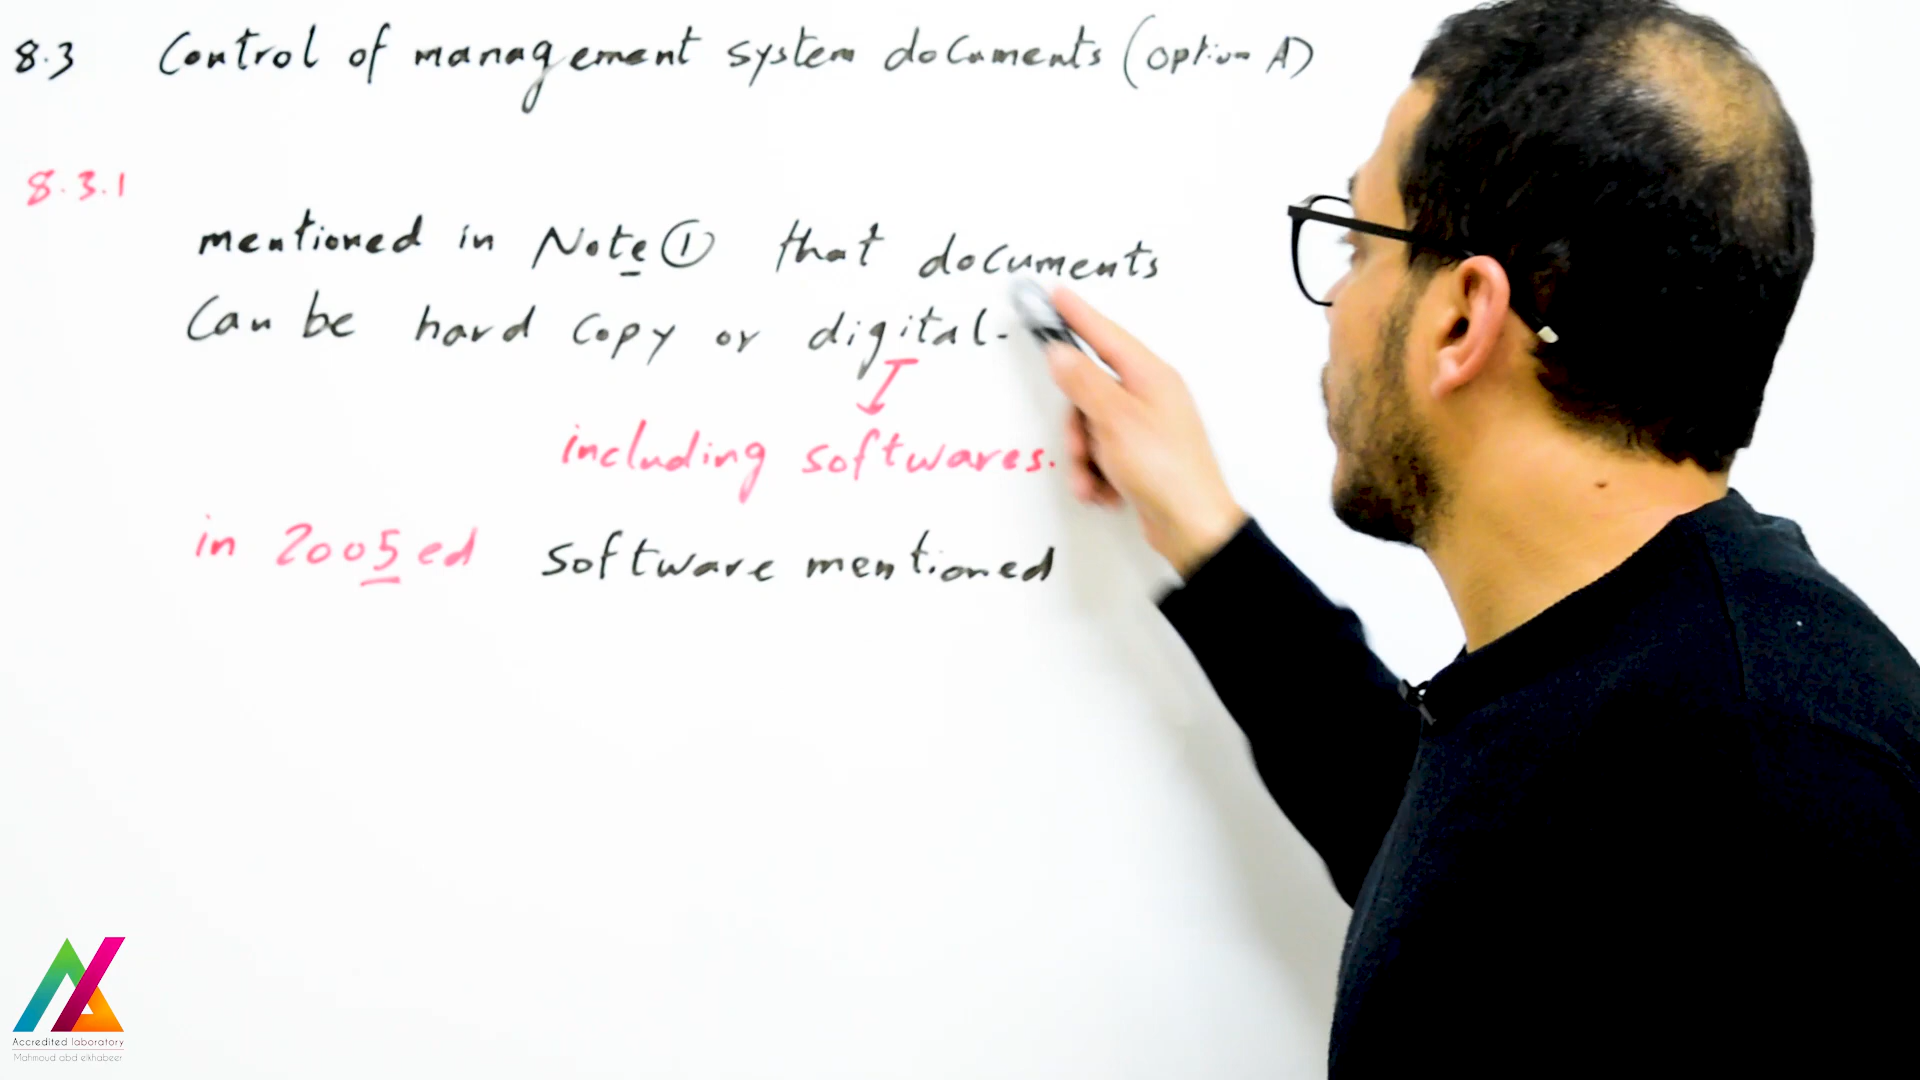 8.3 Control of management system documents (option A)
8.3.1
mentioned in Note ① that documents
Can be hard Copy or digital.
including softwares.
in 2005 ed software mentioned
Accredited laboratory
Mahmoud abd elkhabeer